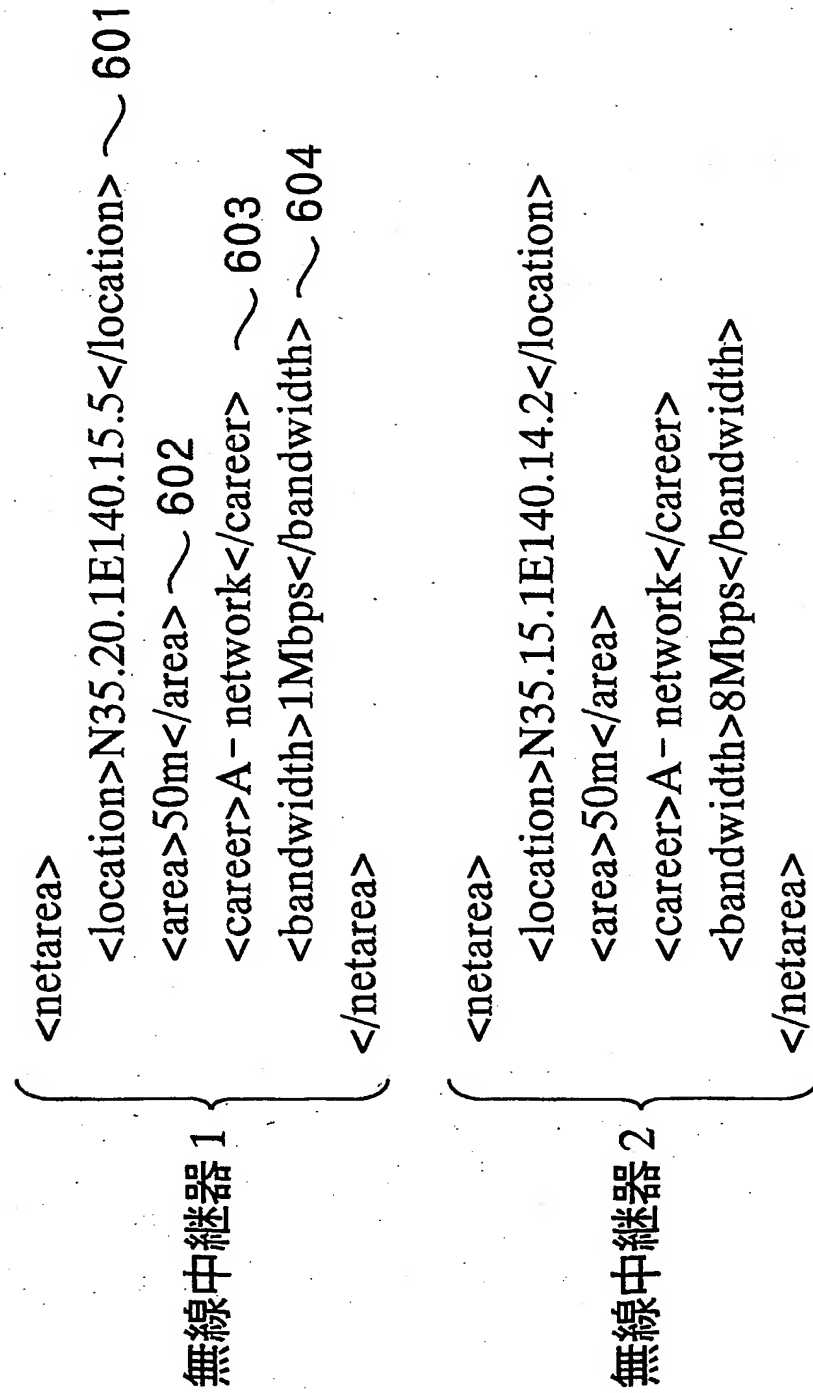 無線中継器1
<netarea>
<location>N35.20.1E140.15.5</location> ～601
<area>50m</area> ～602
<career>A-network</career> ～603
<bandwidth>1Mbps</bandwidth> ～604
</netarea>
無線中継器2
<netarea>
<location>N35.15.1E140.14.2</location>
<area>50m</area>
<career>A-network</career>
<bandwidth>8Mbps</bandwidth>
</netarea>